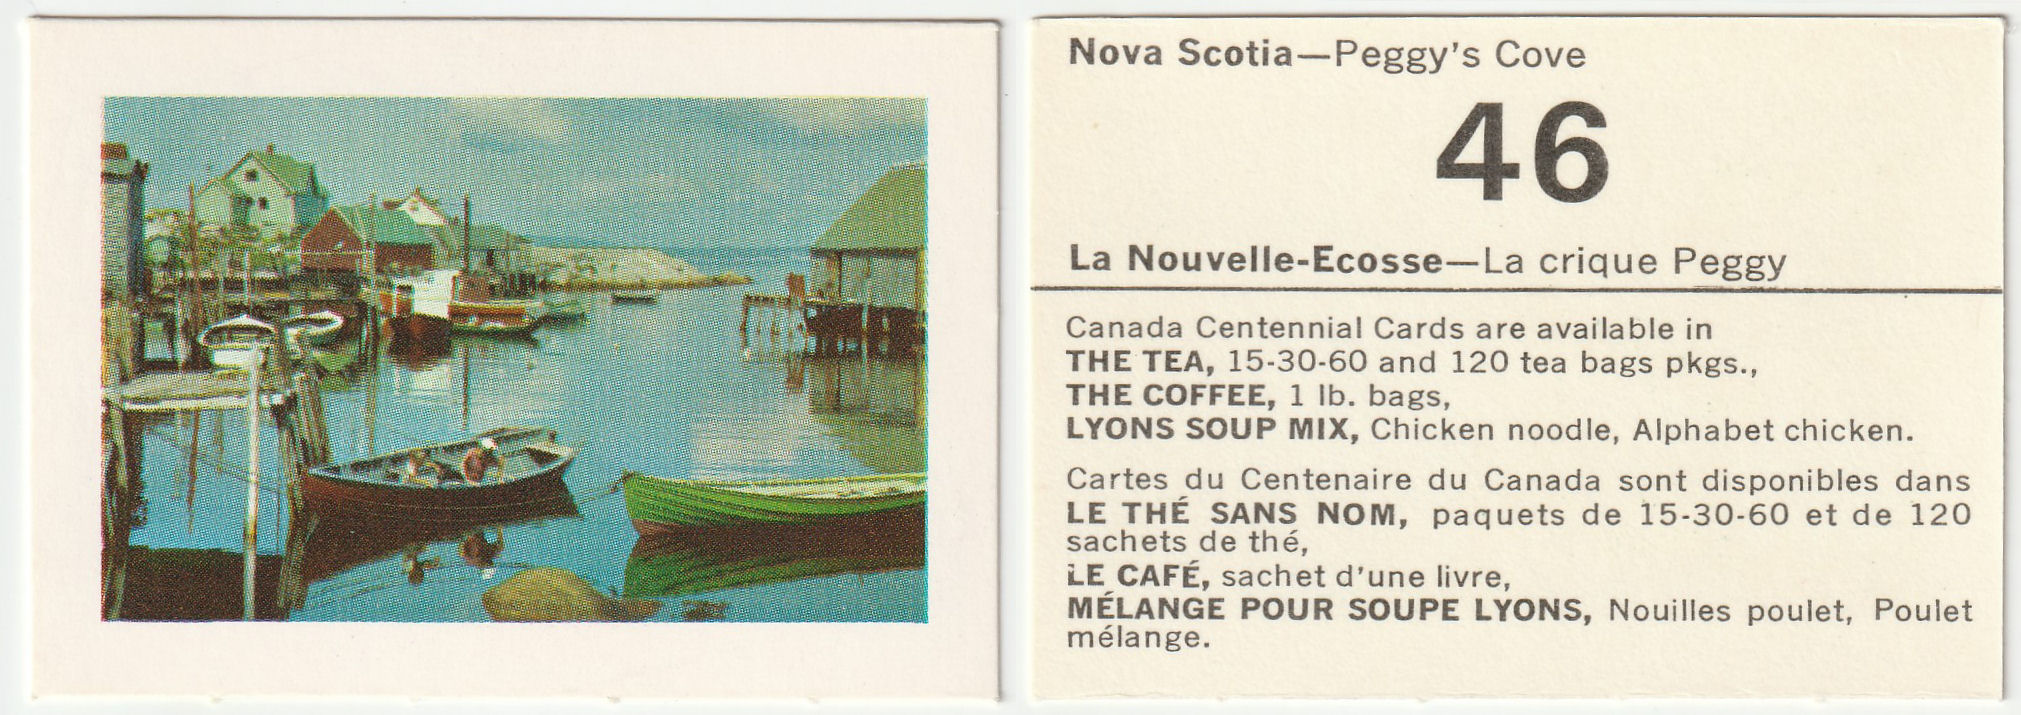 Nova Scotia—Peggy's Cove
46
La Nouvelle-Ecosse—La crique Peggy
Canada Centennial Cards are available in
THE TEA, 15-30-60 and 120 tea bags pkgs.,
THE COFFEE, 1 lb. bags,
LYONS SOUP MIX, Chicken noodle, Alphabet chicken.
Cartes du Centenaire du Canada sont disponibles dans
LE THÉ SANS NOM, paquets de 15-30-60 et de 120
sachets de thé,
LE CAFÉ, sachet d'une livre,
MÉLANGE POUR SOUPE LYONS, Nouilles poulet, Poulet
mélange.